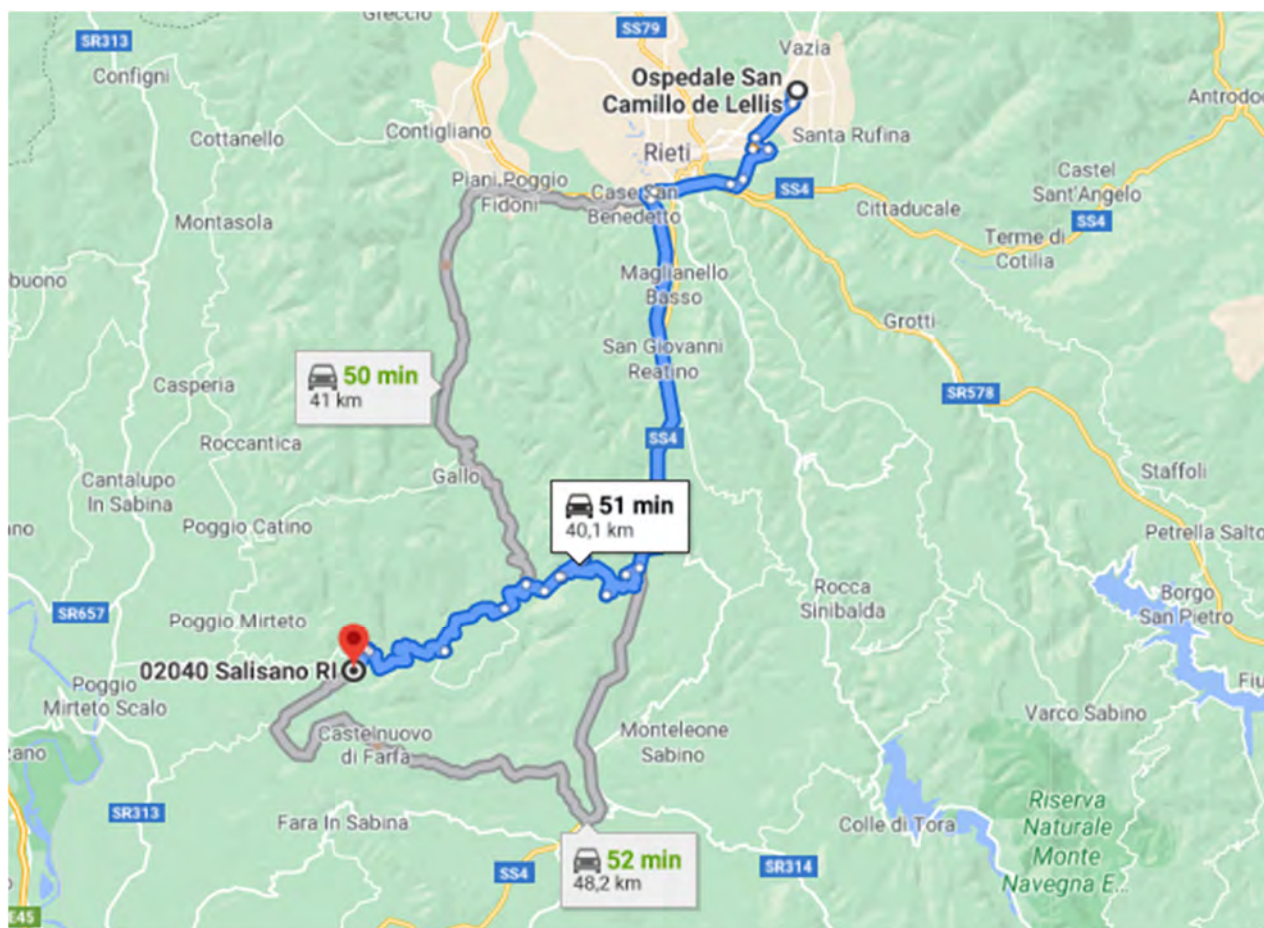 Greccio
SR313
SS79
Vazia
Configni
Ospedale San
Camillo de Lellis
Antrodoc
Cottanello
Contigliano
Rieti
Santa Rufina
Piani Poggio
Fidoni
Case San
Benedetto
SS4
Castel
Sant'Angelo
SS4
Montasola
Cittaducale
Terme di
Cotilia
buono
Maglianello
Basso
Grotti
San Giovanni
Reatino
50 min
41 km
Casperia
SR578
Roccantica
SS4
Gallo
Cantalupo
In Sabina
Staffoli
51 min
40,1 km
ano
Poggio Catino
Petrella Salto
Rocca
Sinibalda
Borgo
San Pietro
SR657
Poggio Mirteto
02040 Salisano RI
Poggio
Mirteto Scalo
Fiu
Varco Sabino
Castelnuovo
di Farfa
Monteleone
Sabino
zano
SR313
Fara In Sabina
Colle di Tora
Riserva
Naturale
Monte
Navegna E...
52 min
48,2 km
SS4
SR314
E45